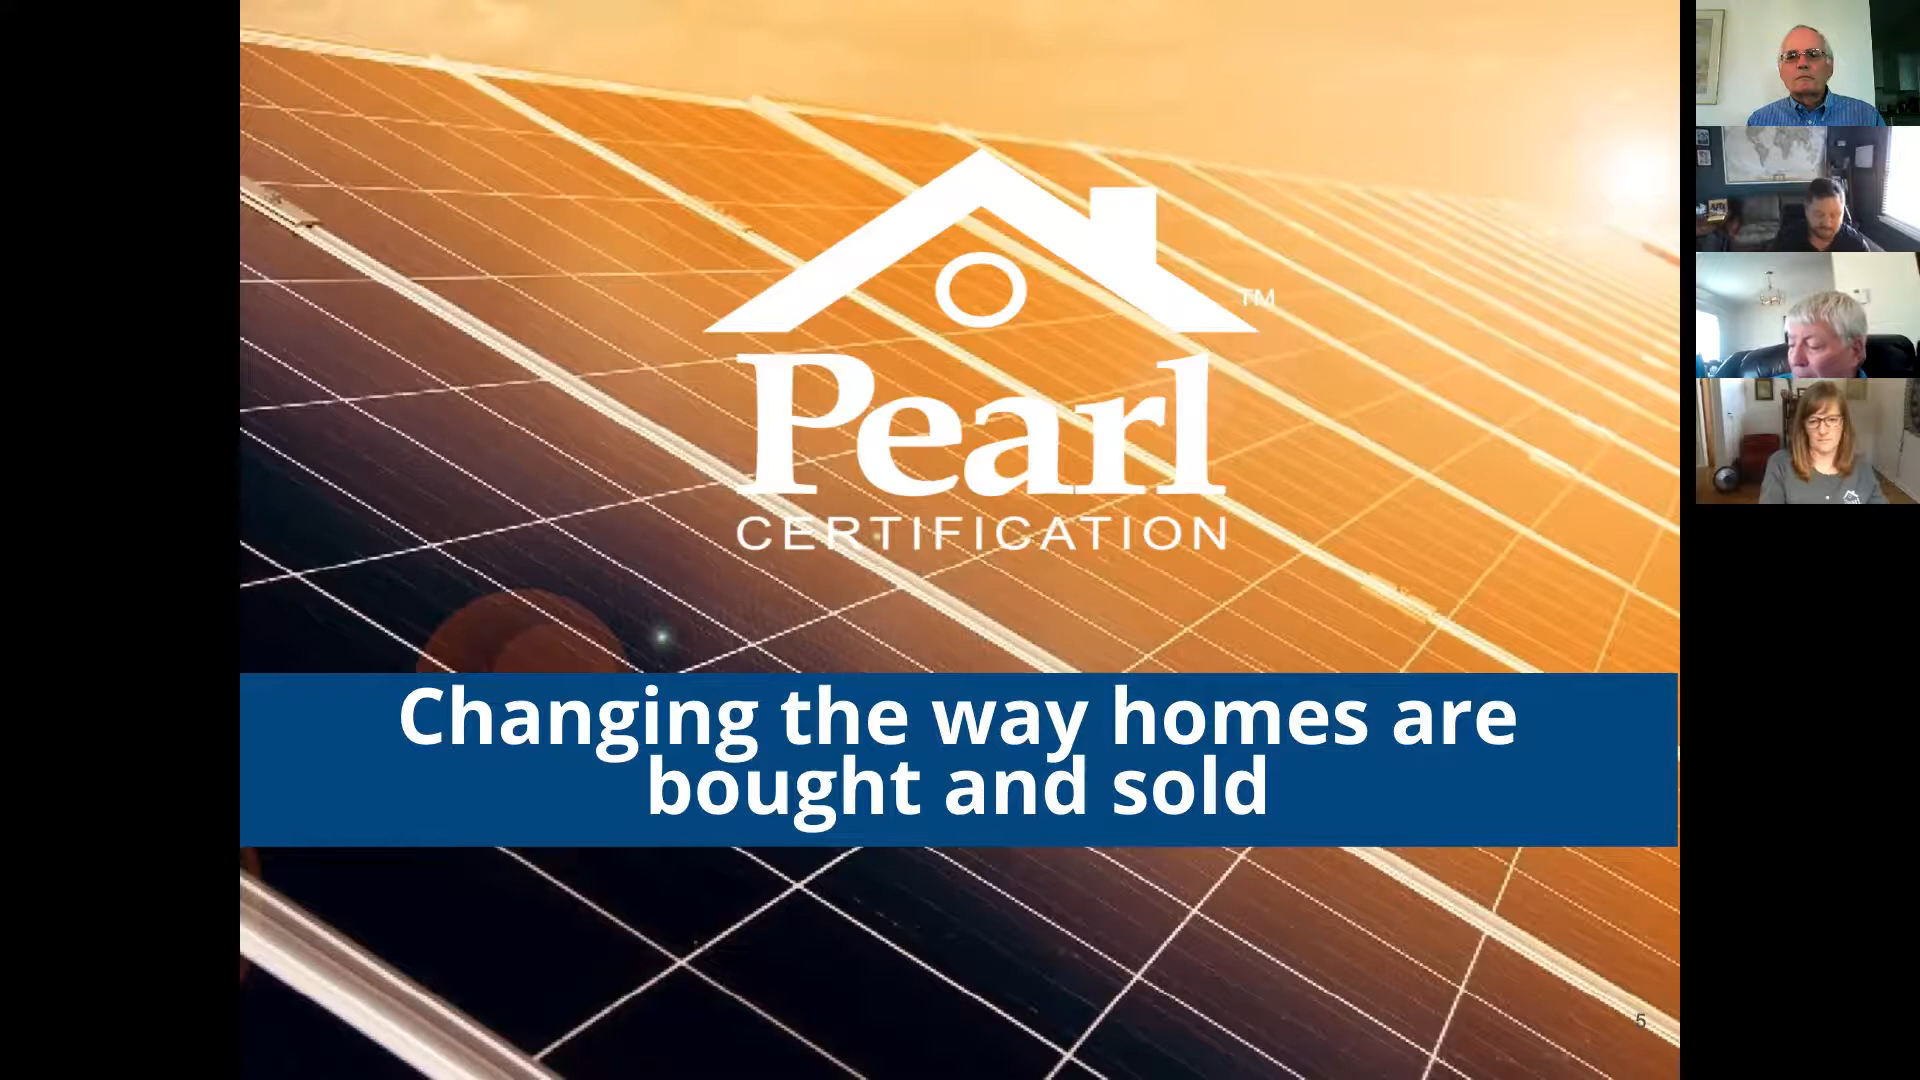 TM
Pearl
CERTIFICATION
Changing the way homes are
bought and sold
5